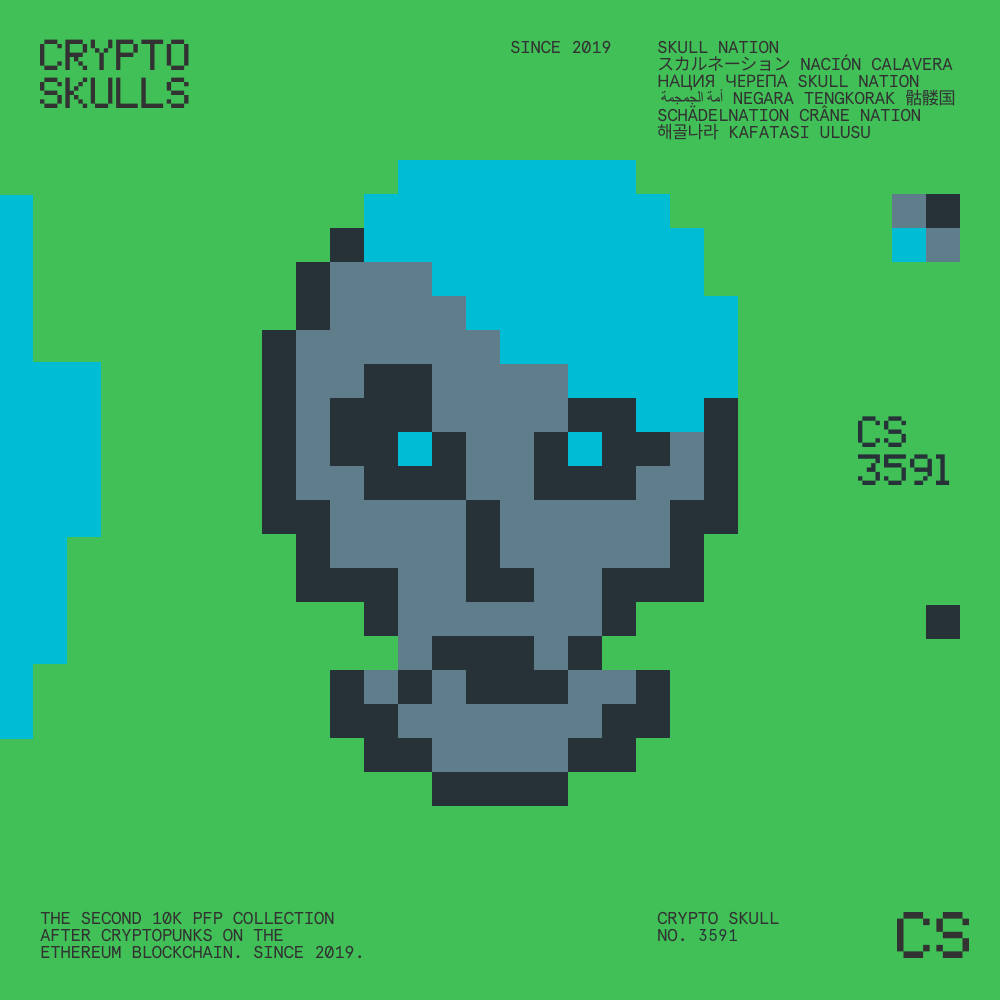 CRYPTO
SKULLS
SINCE 2019
SKULL NATION
スカルネーション NACIÓN CALAVERA
НАЦИЯ ЧЕРЕПА SKULL NATION
أمة الجمجمة NEGARA TENGKORAK 骷髅国
SCHÄDELNATION CRÂNE NATION
해골나라 KAFATASI ULUSU
CS
3591
THE SECOND 10K PFP COLLECTION
AFTER CRYPTOPUNKS ON THE
ETHEREUM BLOCKCHAIN. SINCE 2019.
CRYPTO SKULL
NO. 3591
CS